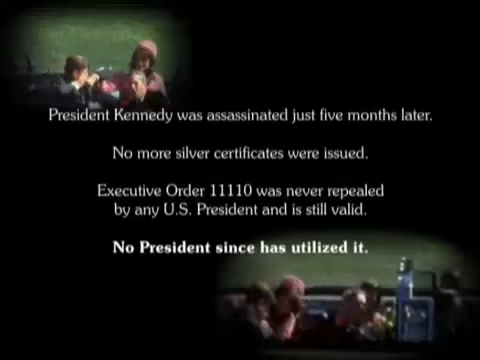 President Kennedy was assassinated just five months later.
No more silver certificates were issued.
Executive Order 11110 was never repealed
by any U.S. President and is still valid.
No President since has utilized it.